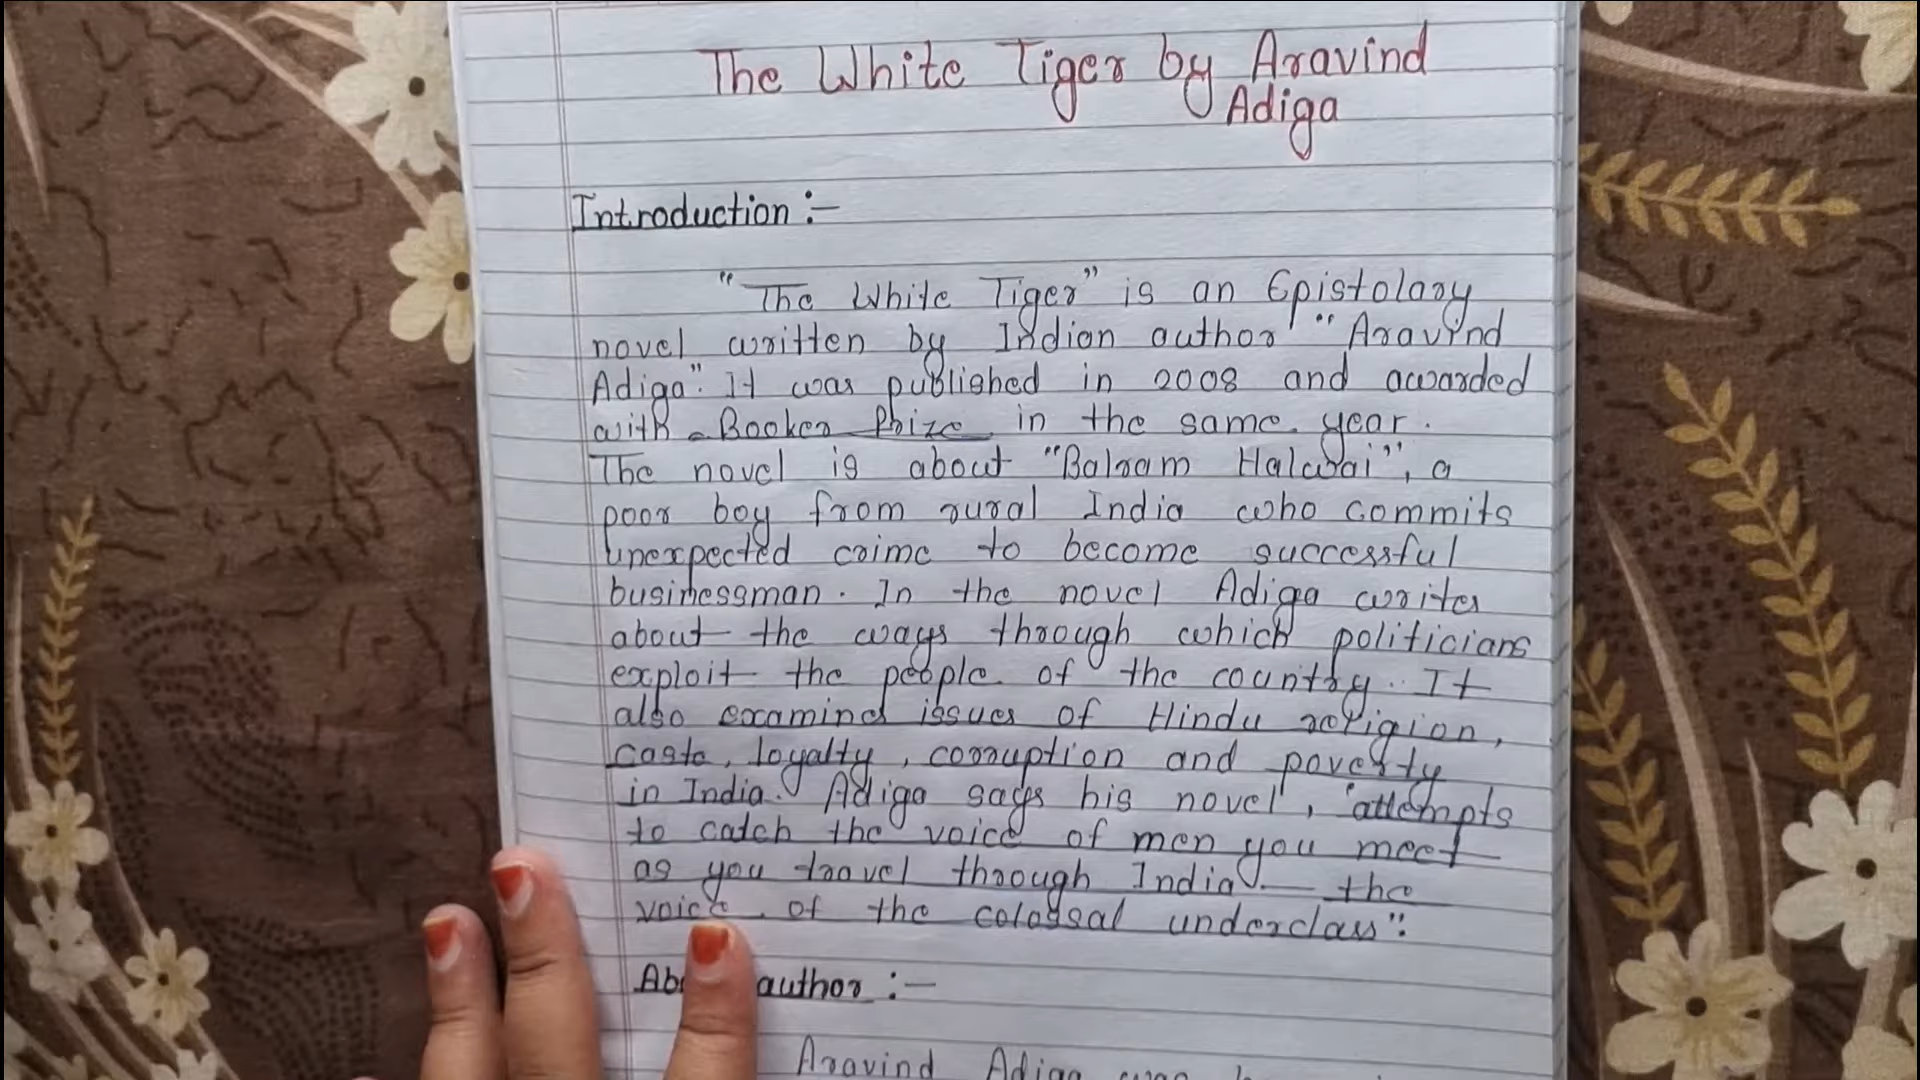 The White Tiger by Aravind
Adiga
Introduction :-
"The White Tiger" is an Epistolary
novel written by Indian author "Aravind
Adiga". It was published in 2008 and awarded
with Booker Prize in the same year.
The novel is about "Balram Halwai", a
poor boy from rural India who commits
unexpected crime to become successful
businessman. In the novel Adiga writes
about the ways through which politicians
exploit the people of the country. It
also examines issues of Hindu religion,
caste, loyalty, corruption and poverty
in India. Adiga says his novel, "attempts
to catch the voice of men you meet
as you travel through India — the
voice of the colossal underclass".
author :-
Aravind Adiga was